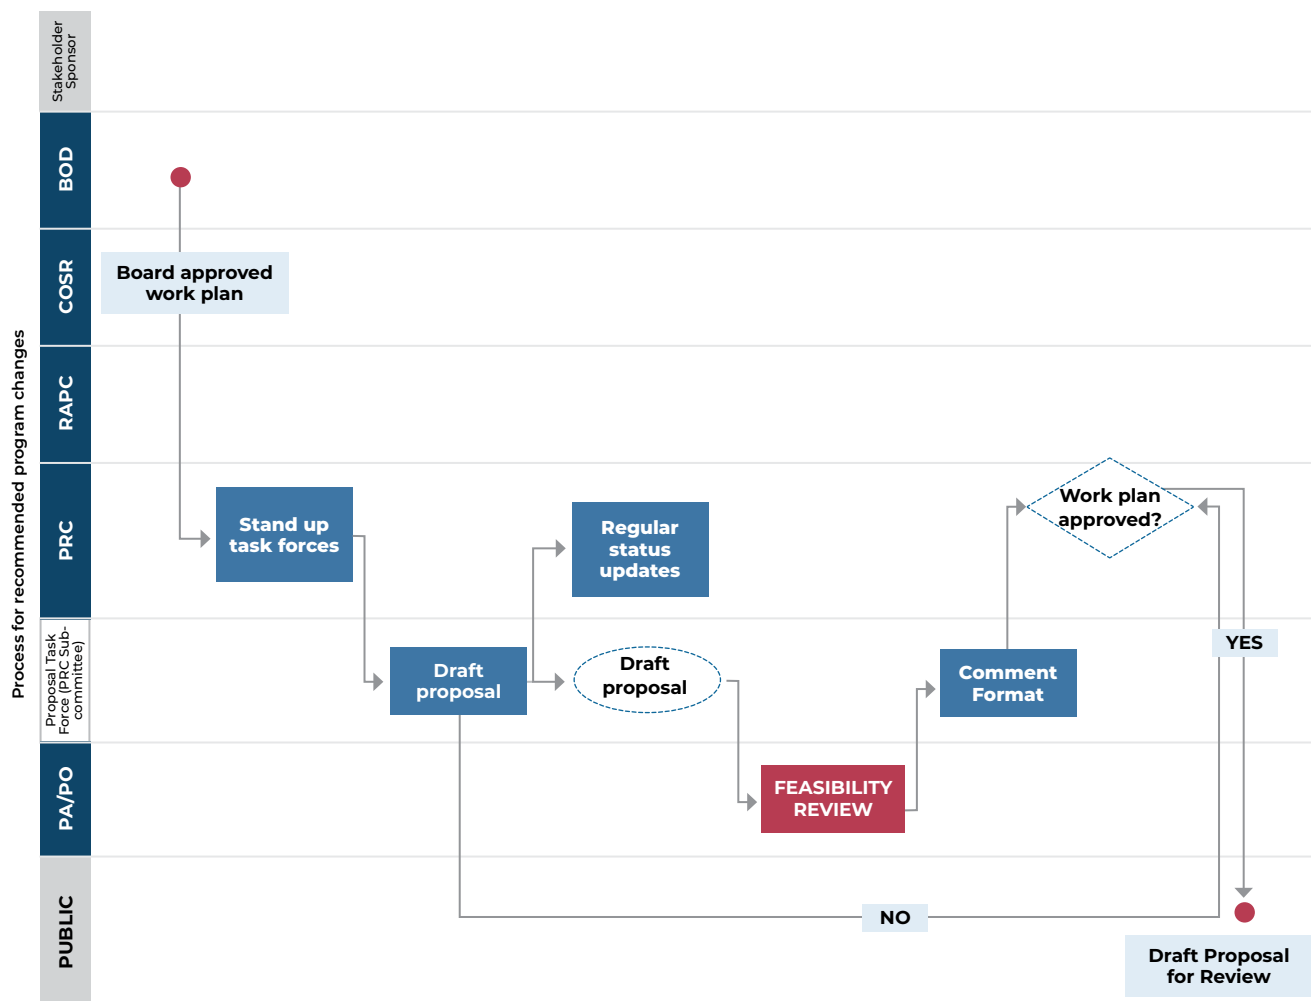 Process for recommended program changes
Stakeholder
Sponsor
BOD
COSR
RAPC
PRC
Proposal Task
Force (PRC Sub-
committee)
PA/PO
PUBLIC
Board approved
work plan
Stand up
task forces
Regular
status
updates
Work plan
approved?
Draft
proposal
Draft
proposal
Comment
Format
YES
FEASIBILITY
REVIEW
NO
Draft Proposal
for Review